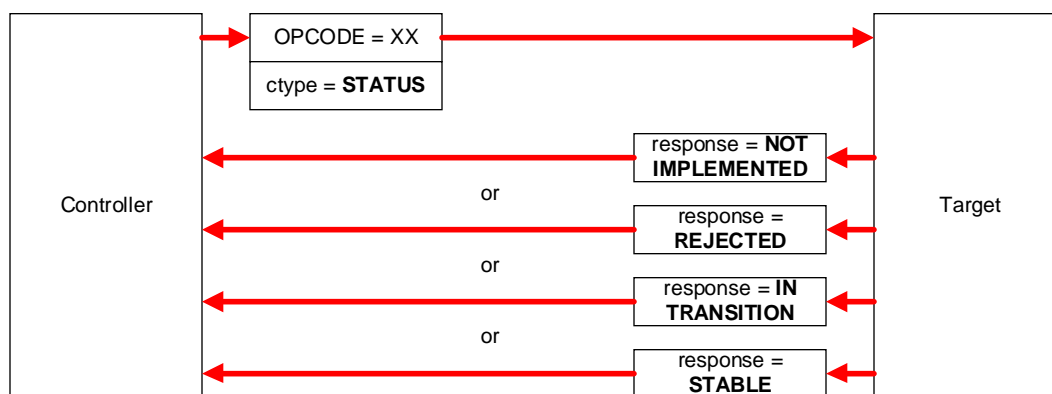 OPCODE = XX
ctype = STATUS
response = NOT
IMPLEMENTED
or
Controller
response =
REJECTED
Target
or
response = IN
TRANSITION
or
response =
STABLE